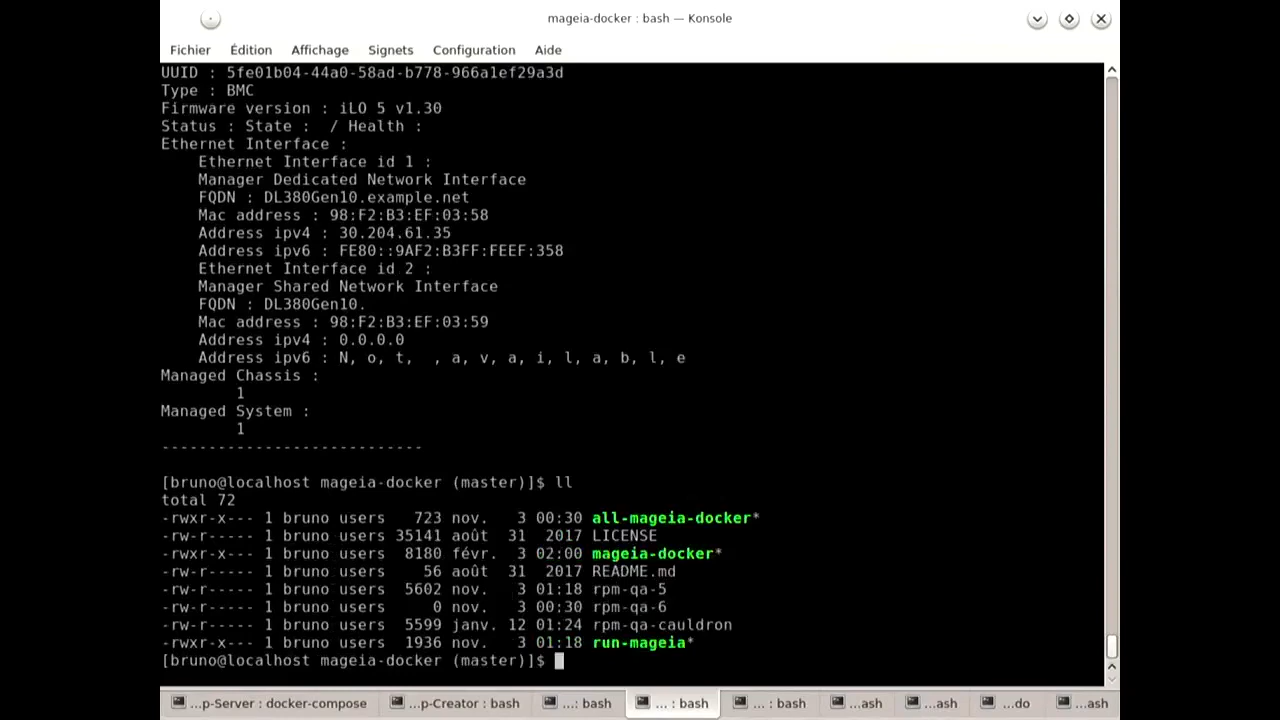 mageia-docker : bash — Konsole
Fichier Édition Affichage Signets Configuration Aide
UUID : 5fe01b04-44a0-58ad-b778-966a1ef29a3d
Type : BMC
Firmware version : iLO 5 v1.30
Status : State :  / Health :
Ethernet Interface :
    Ethernet Interface id 1 :
    Manager Dedicated Network Interface
    FQDN : DL380Gen10.example.net
    Mac address : 98:F2:B3:EF:03:58
    Address ipv4 : 30.204.61.35
    Address ipv6 : FE80::9AF2:B3FF:FEEF:358
    Ethernet Interface id 2 :
    Manager Shared Network Interface
    FQDN : DL380Gen10.
    Mac address : 98:F2:B3:EF:03:59
    Address ipv4 : 0.0.0.0
    Address ipv6 : N, o, t,  , a, v, a, i, l, a, b, l, e
Managed Chassis :
        1
Managed System :
        1
----------------------------
[bruno@localhost mageia-docker (master)]$ ll
total 72
-rwxr-x--- 1 bruno users   723 nov.   3 00:30 all-mageia-docker*
-rw-r----- 1 bruno users 35141 août  31  2017 LICENSE
-rwxr-x--- 1 bruno users  8180 févr.  3 02:00 mageia-docker*
-rw-r----- 1 bruno users    56 août  31  2017 README.md
-rw-r----- 1 bruno users  5602 nov.   3 01:18 rpm-qa-5
-rw-r----- 1 bruno users     0 nov.   3 00:30 rpm-qa-6
-rw-r----- 1 bruno users  5599 janv. 12 01:24 rpm-qa-cauldron
-rwxr-x--- 1 bruno users  1936 nov.   3 01:18 run-mageia*
[bruno@localhost mageia-docker (master)]$
...p-Server : docker-compose ...p-Creator : bash ...: bash ... : bash ... : bash ...ash ...ash ...do ...ash